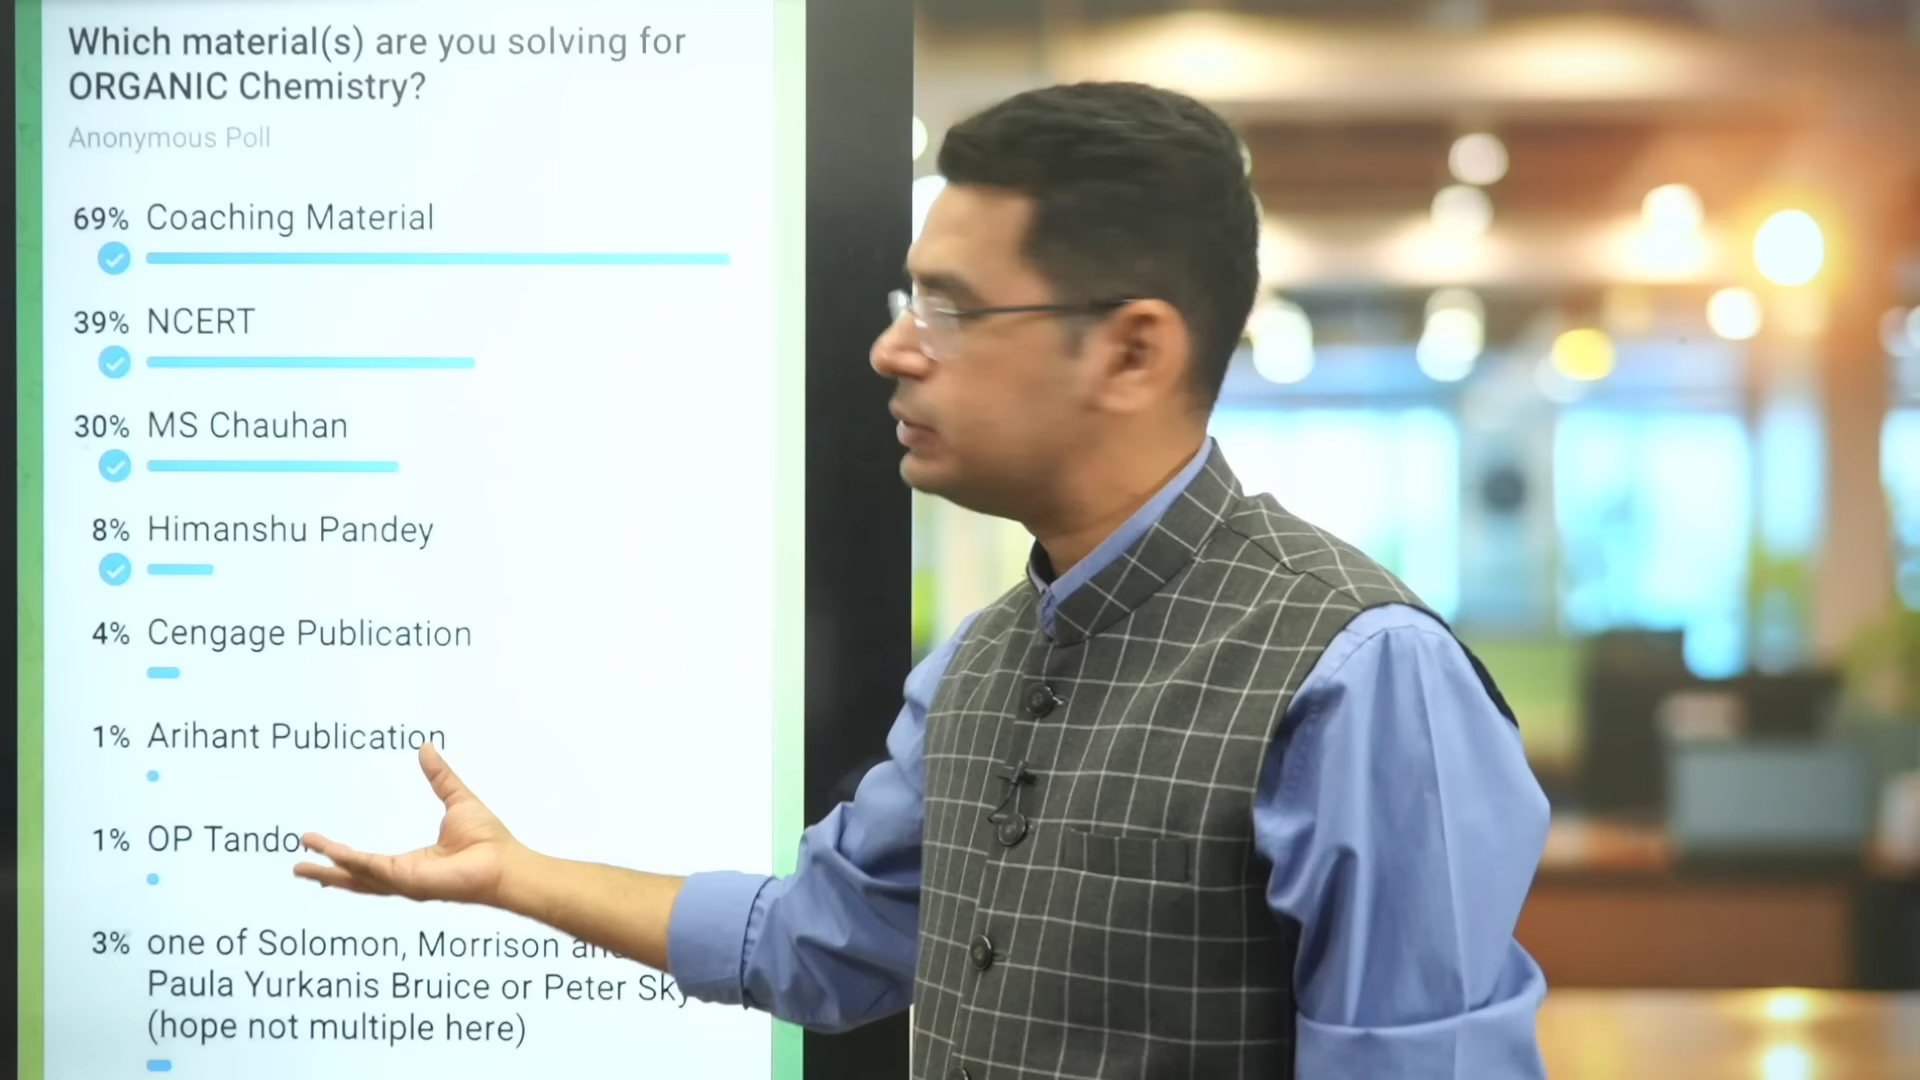 Which material(s) are you solving for
ORGANIC Chemistry?
Anonymous Poll
69% Coaching Material
39% NCERT
30% MS Chauhan
8% Himanshu Pandey
4% Cengage Publication
1% Arihant Publication
1% OP
3% one of Solomon, Morrison
Paula Yurkanis Bruice or Peter
(hope not multiple here)